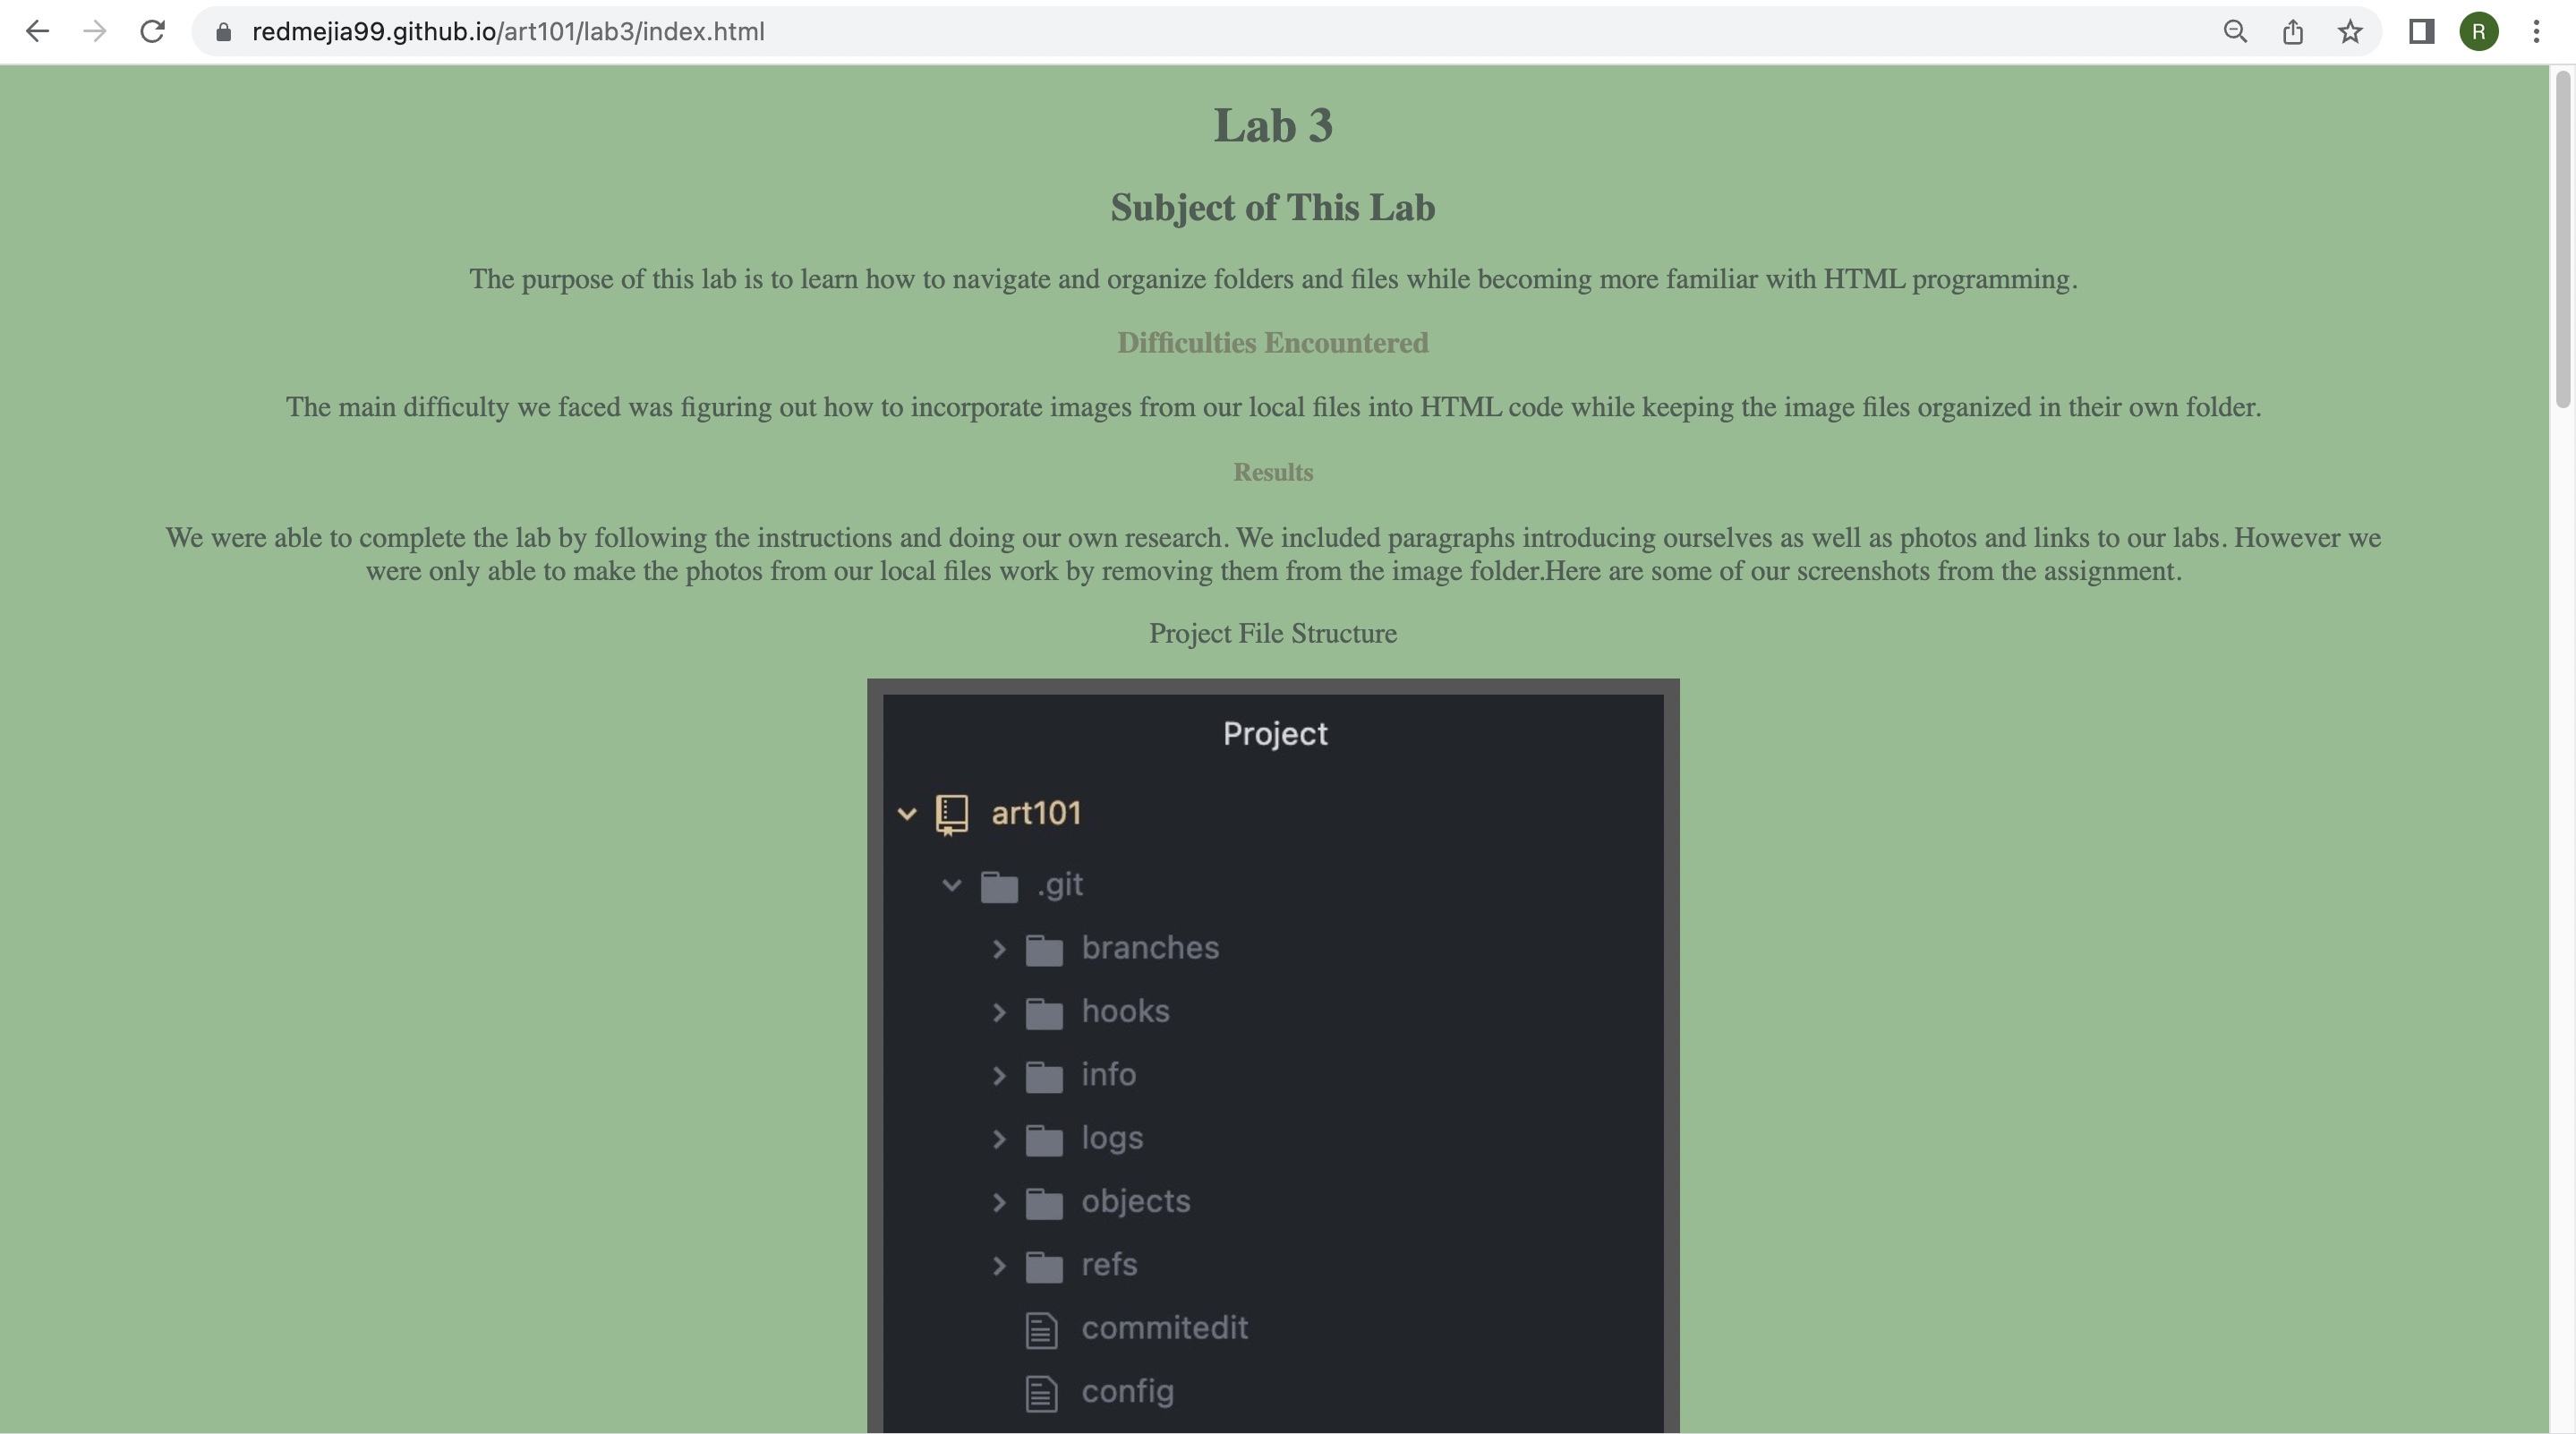 redmejia99.github.io/art101/lab3/index.html
R
Lab 3
Subject of This Lab
The purpose of this lab is to learn how to navigate and organize folders and files while becoming more familiar with HTML programming.
Difficulties Encountered
The main difficulty we faced was figuring out how to incorporate images from our local files into HTML code while keeping the image files organized in their own folder.
Results
We were able to complete the lab by following the instructions and doing our own research. We included paragraphs introducing ourselves as well as photos and links to our labs. However we
were only able to make the photos from our local files work by removing them from the image folder.Here are some of our screenshots from the assignment.
Project File Structure
Project
art101
.git
branches
hooks
info
logs
objects
refs
commitedit
config